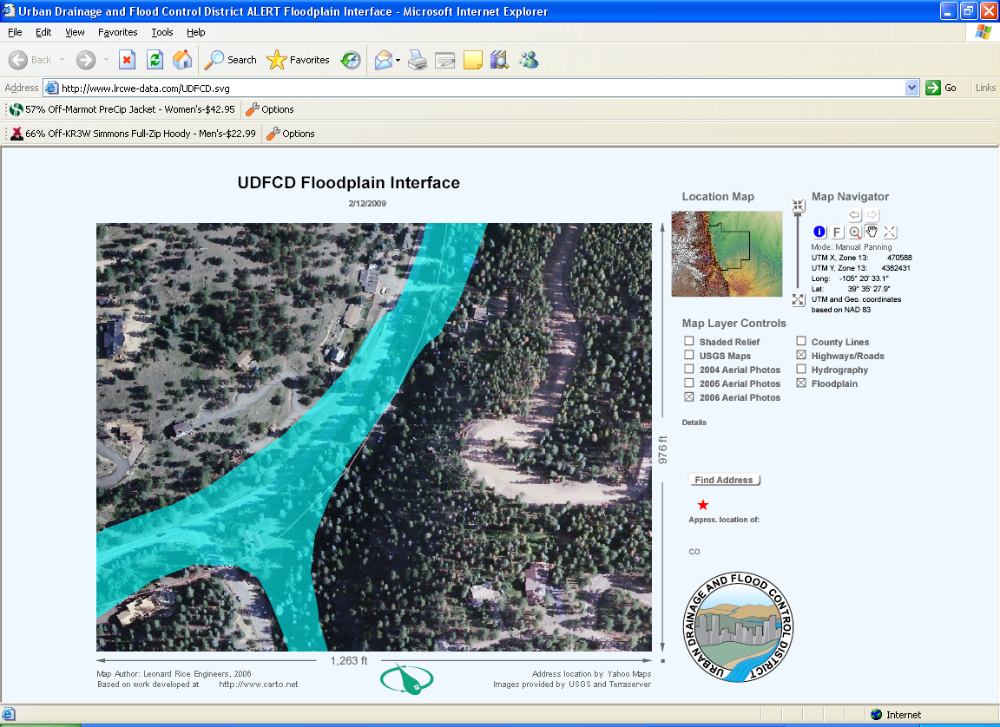 Urban Drainage and Flood Control District ALERT Floodplain Interface - Microsoft Internet Explorer
File Edit View Favorites Tools Help
Back Search Favorites
Address http://www.lrcwe-data.com/UDFCD.svg Go Links
57% Off-Marmot PreCip Jacket - Women's-$42.95 Options
66% Off-KR3W Simmons Full-Zip Hoody - Men's-$22.99 Options
UDFCD Floodplain Interface
2/12/2009
Location Map
Map Navigator
i F
Mode: Manual Panning
UTM X, Zone 13: 470588
UTM Y, Zone 13: 4382431
Long: -105° 20' 33.1"
Lat: 39° 35' 27.9"
UTM and Geo. coordinates
based on NAD 83
Map Layer Controls
Shaded Relief
USGS Maps
2004 Aerial Photos
2005 Aerial Photos
2006 Aerial Photos
County Lines
Highways/Roads
Hydrography
Floodplain
Details
976 ft
Find Address
Approx. location of:
CO
URBAN DRAINAGE AND FLOOD CONTROL DISTRICT
1,263 ft
Map Author: Leonard Rice Engineers, 2006
Based on work developed at http://www.carto.net
Address location by Yahoo Maps
Images provided by USGS and Terraserver
Internet